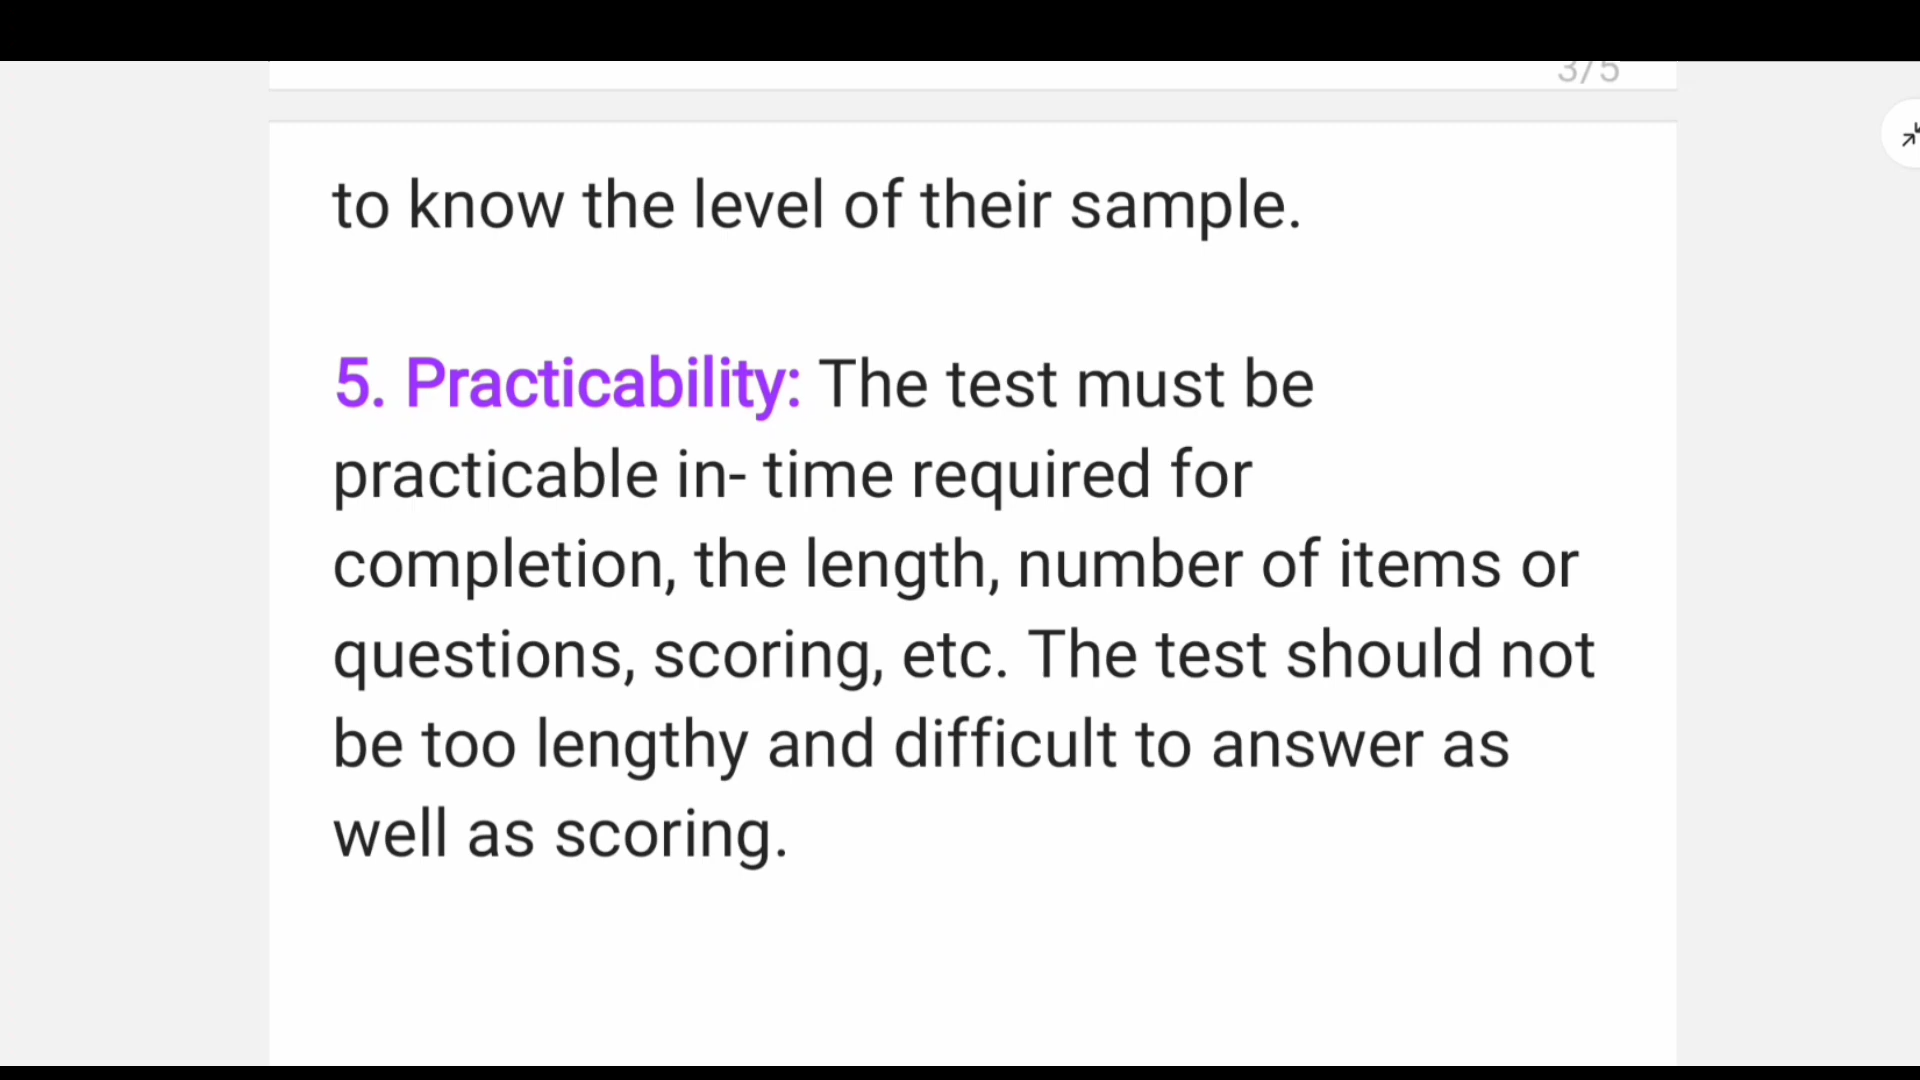 3/5
to know the level of their sample.
5. Practicability: The test must be
practicable in- time required for
completion, the length, number of items or
questions, scoring, etc. The test should not
be too lengthy and difficult to answer as
well as scoring.